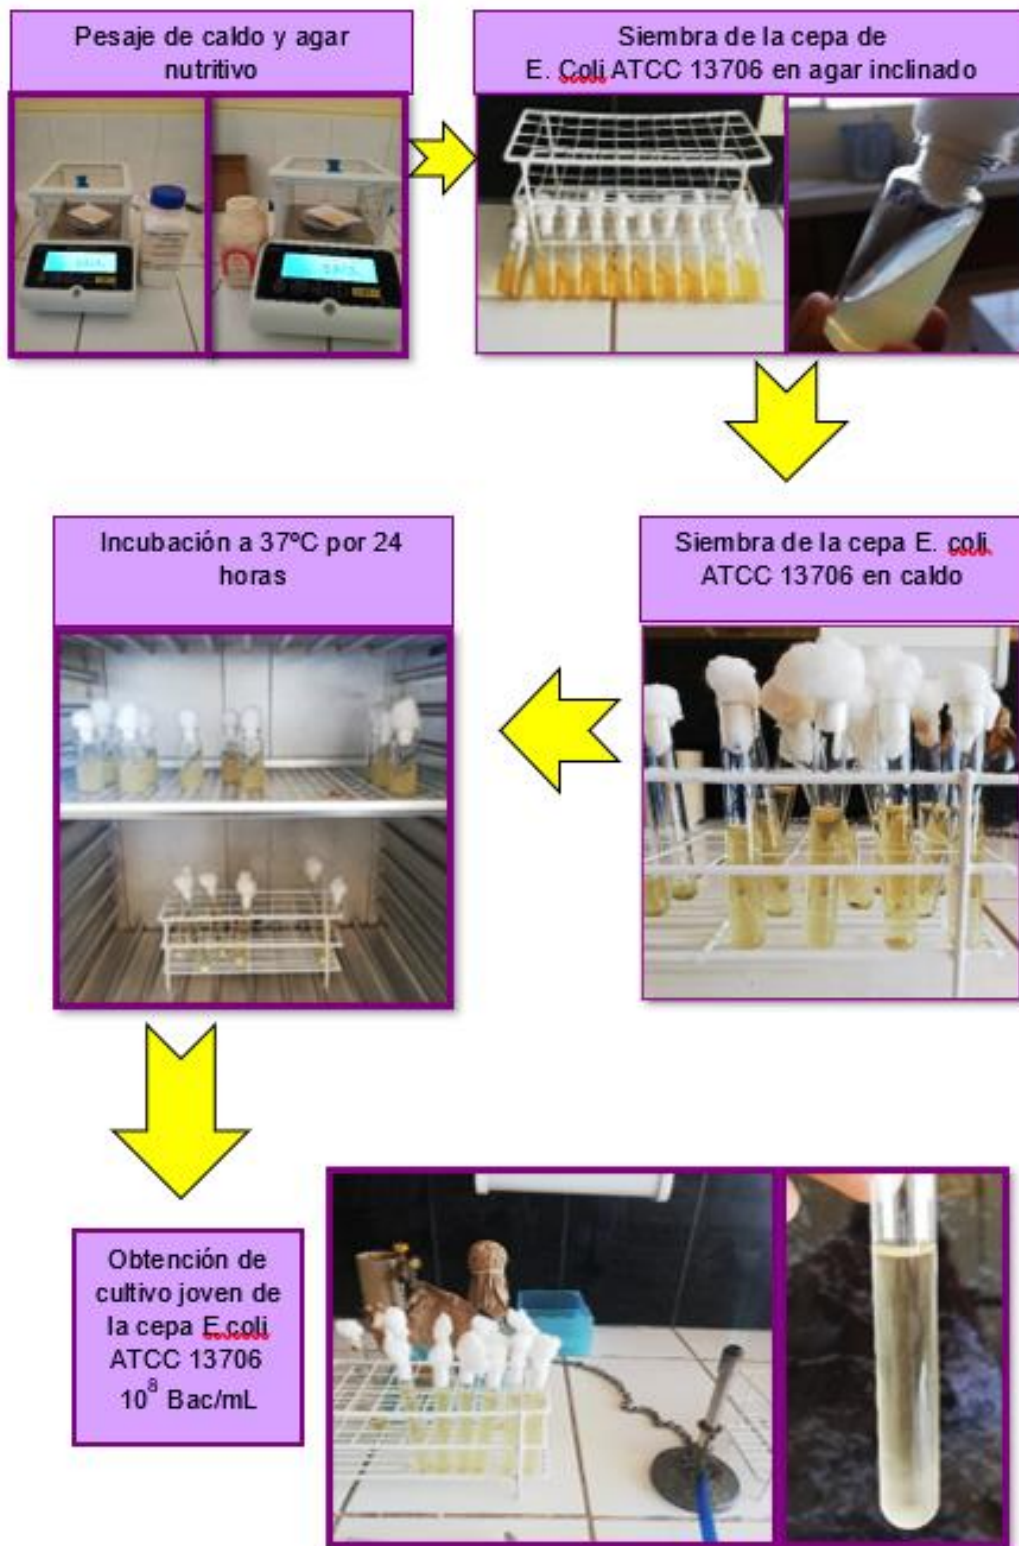 Pesaje de caldo y agar
nutritivo
Siembra de la cepa de
E. Coli ATCC 13706 en agar inclinado
Siembra de la cepa E. coli
ATCC 13706 en caldo
Incubación a 37ºC por 24
horas
Obtención de
cultivo joven de
la cepa E.coli
ATCC 13706
10⁸ Bac/mL